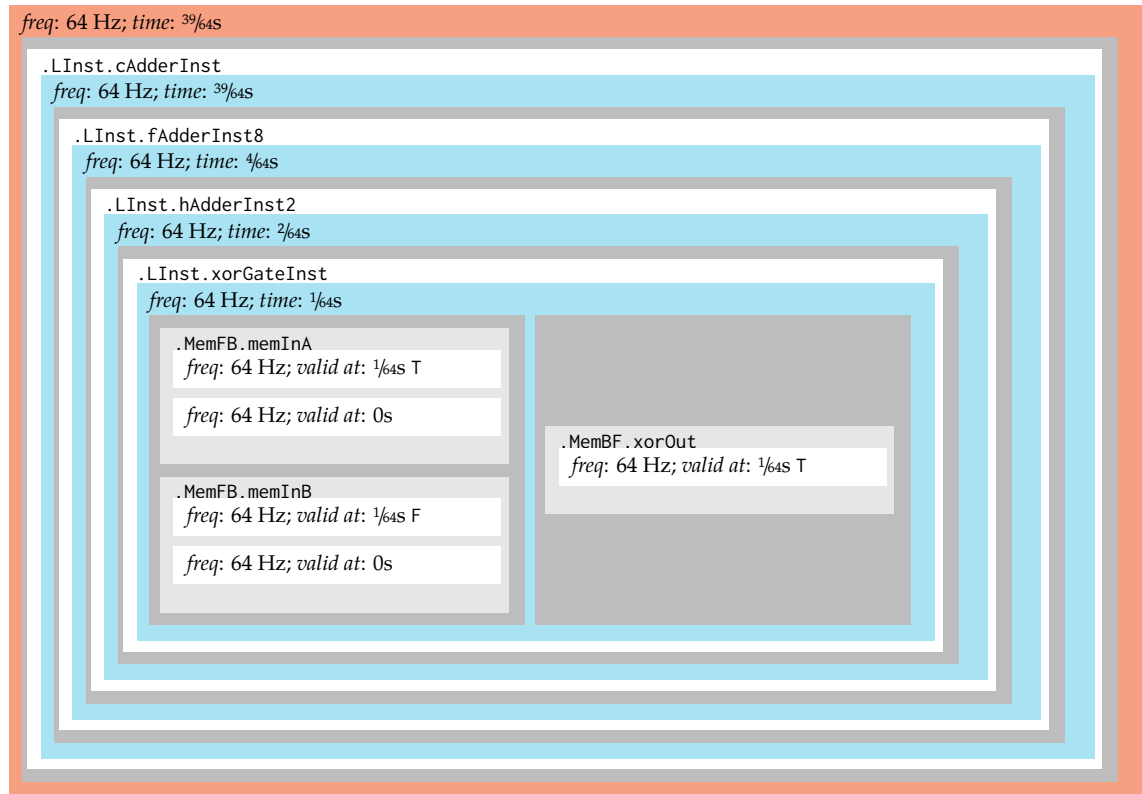 freq: 64 Hz; time: 39/64s
.LInst.cAdderInst
freq: 64 Hz; time: 39/64s
.LInst.fAdderInst8
freq: 64 Hz; time: 4/64s
.LInst.hAdderInst2
freq: 64 Hz; time: 2/64s
.LInst.xorGateInst
freq: 64 Hz; time: 1/64s
.MemFB.memInA
freq: 64 Hz; valid at: 1/64s T
freq: 64 Hz; valid at: 0s
.MemFB.memInB
freq: 64 Hz; valid at: 1/64s F
freq: 64 Hz; valid at: 0s
.MemBF.xorOut
freq: 64 Hz; valid at: 1/64s T